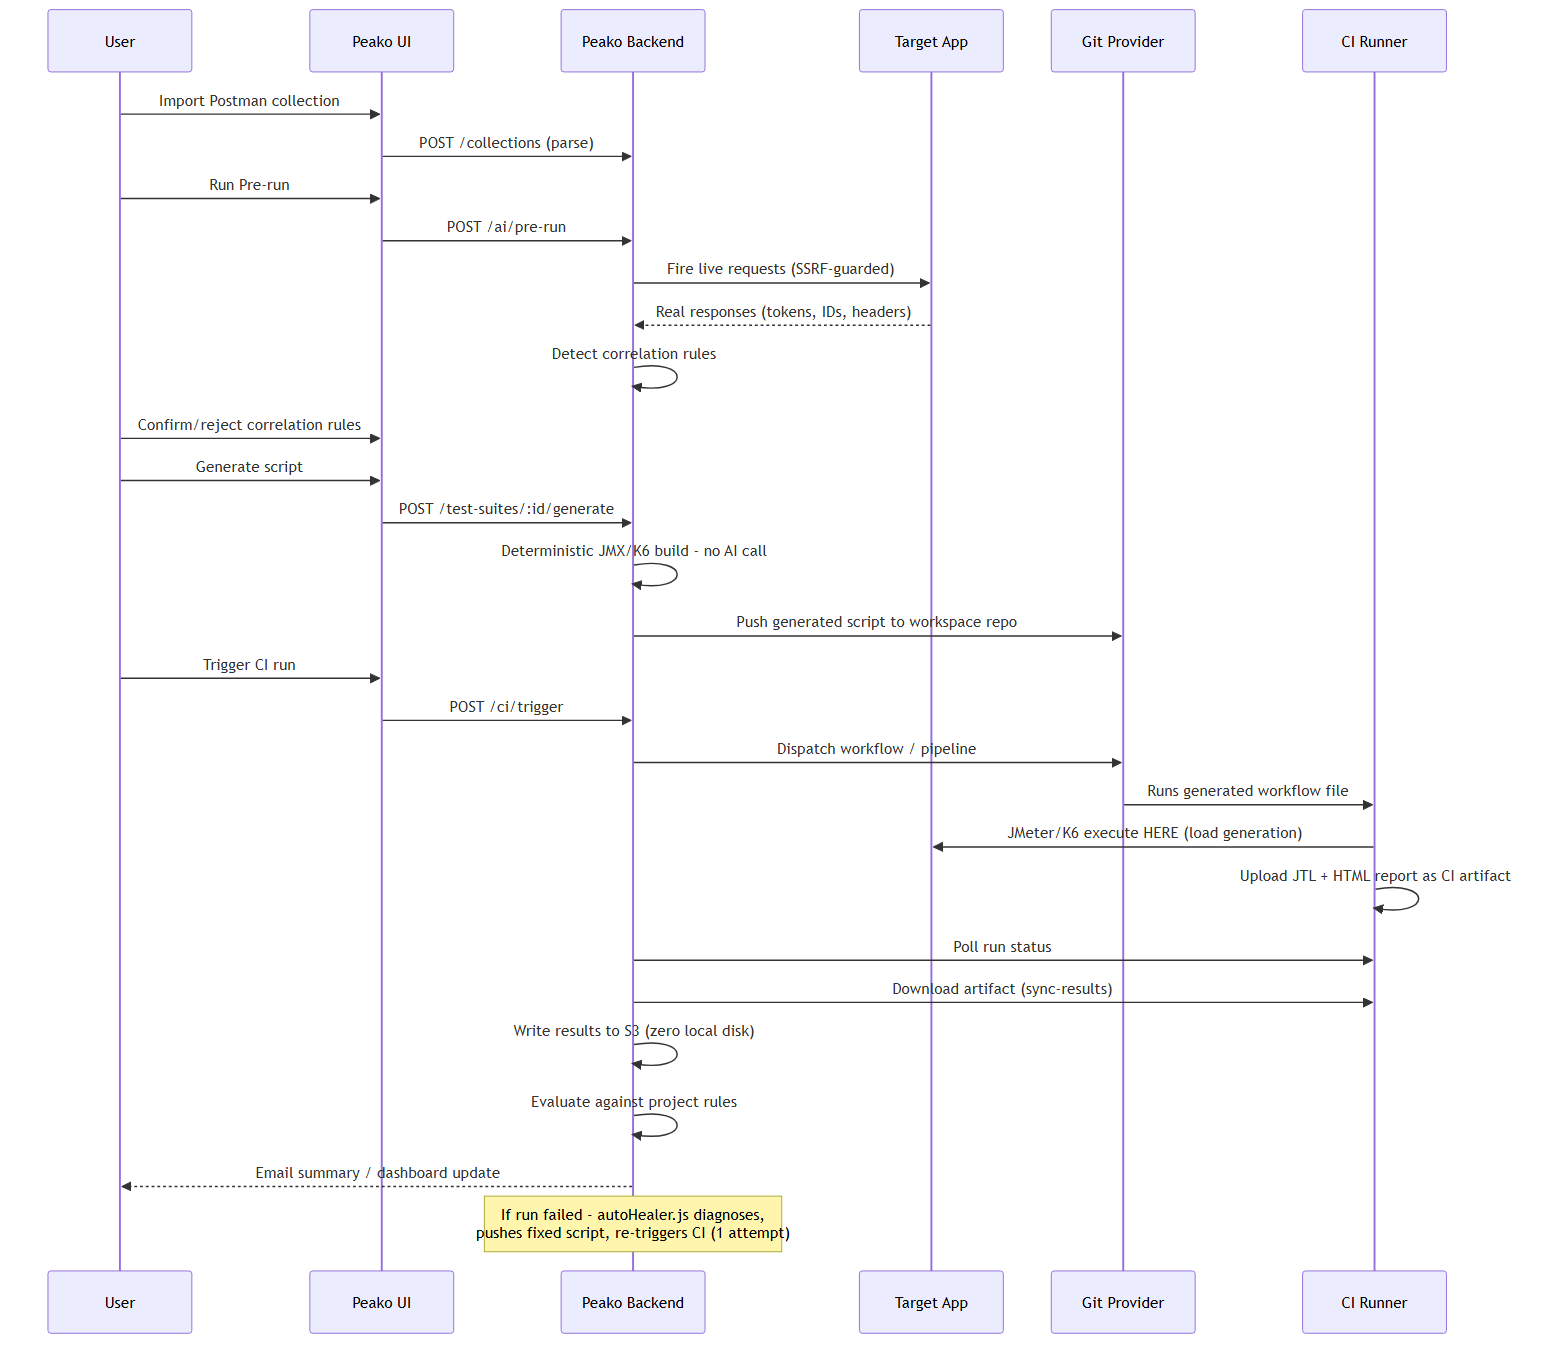 User
Peako UI
Peako Backend
Target App
Git Provider
CI Runner
Import Postman collection
POST /collections (parse)
Run Pre-run
POST /ai/pre-run
Fire live requests (SSRF-guarded)
Real responses (tokens, IDs, headers)
Detect correlation rules
Confirm/reject correlation rules
Generate script
POST /test-suites/:id/generate
Deterministic JMX/K6 build - no AI call
Push generated script to workspace repo
Trigger CI run
POST /ci/trigger
Dispatch workflow / pipeline
Runs generated workflow file
JMeter/K6 execute HERE (load generation)
Upload JTL + HTML report as CI artifact
Poll run status
Download artifact (sync-results)
Write results to S3 (zero local disk)
Evaluate against project rules
Email summary / dashboard update
If run failed - autoHealer.js diagnoses,
pushes fixed script, re-triggers CI (1 attempt)
User
Peako UI
Peako Backend
Target App
Git Provider
CI Runner